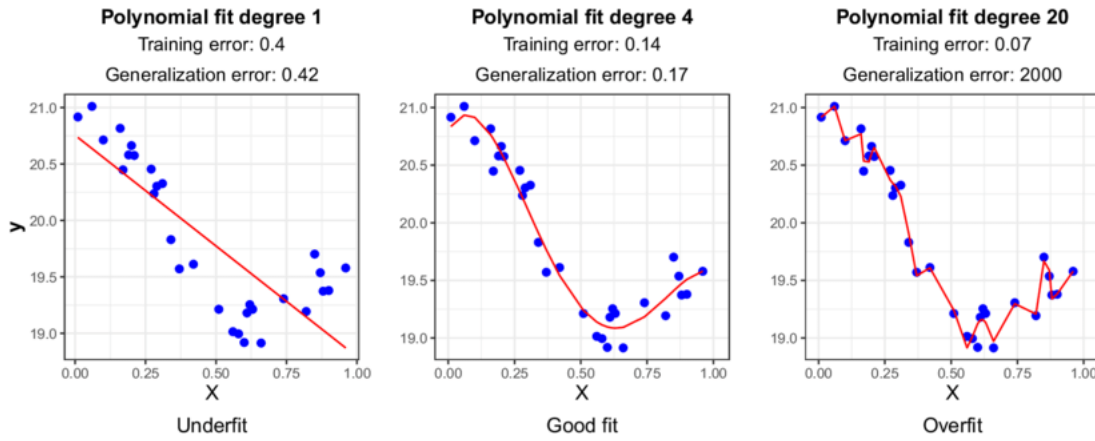 Polynomial fit degree 1
Training error: 0.4
Generalization error: 0.42
21.0
20.5
20.0
19.5
19.0
y
0.00 0.25 0.50 0.75 1.00
X
Underfit
Polynomial fit degree 4
Training error: 0.14
Generalization error: 0.17
21.0
20.5
20.0
19.5
19.0
0.00 0.25 0.50 0.75 1.00
X
Good fit
Polynomial fit degree 20
Training error: 0.07
Generalization error: 2000
21.0
20.5
20.0
19.5
19.0
0.00 0.25 0.50 0.75 1.00
X
Overfit